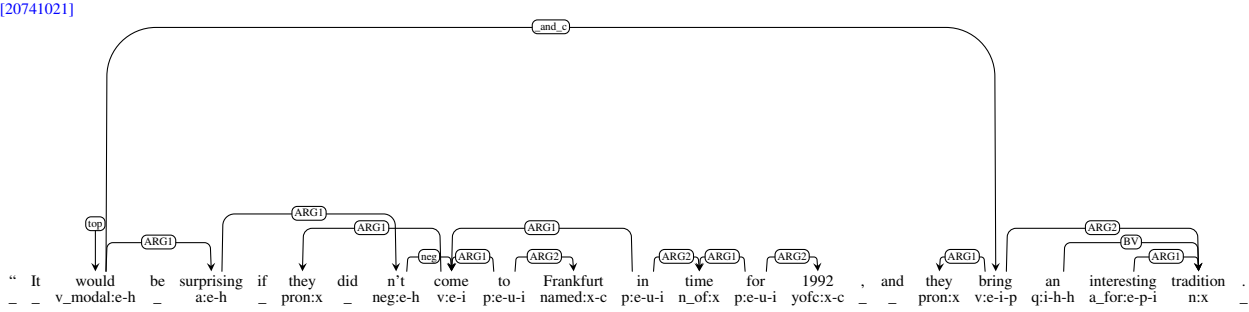 [20741021]
_and_c
ARG1
ARG1 ARG1
top ARG2
ARG1 BV
neg ARG1 ARG2 ARG2 ARG1 ARG2 ARG1 ARG1
“ It would be surprising if they did n't come to Frankfurt in time for 1992 , and they bring an interesting tradition .
_ _ v_modal:e-h _ a:e-h _ pron:x _ neg:e-h v:e-i p:e-u-i named:x-c p:e-u-i n_of:x p:e-u-i yofc:x-c _ _ pron:x v:e-i-p q:i-h-h a_for:e-p-i n:x _